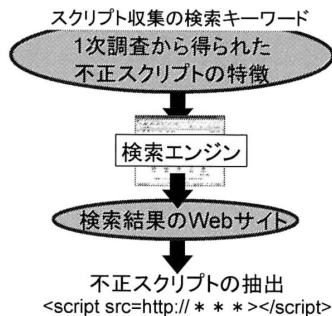 スクリプト収集の検索キーワード
1次調査から得られた
不正スクリプトの特徴
検索エンジン
検索結果のWebサイト
不正スクリプトの抽出
<script src=http://＊＊＊></script>